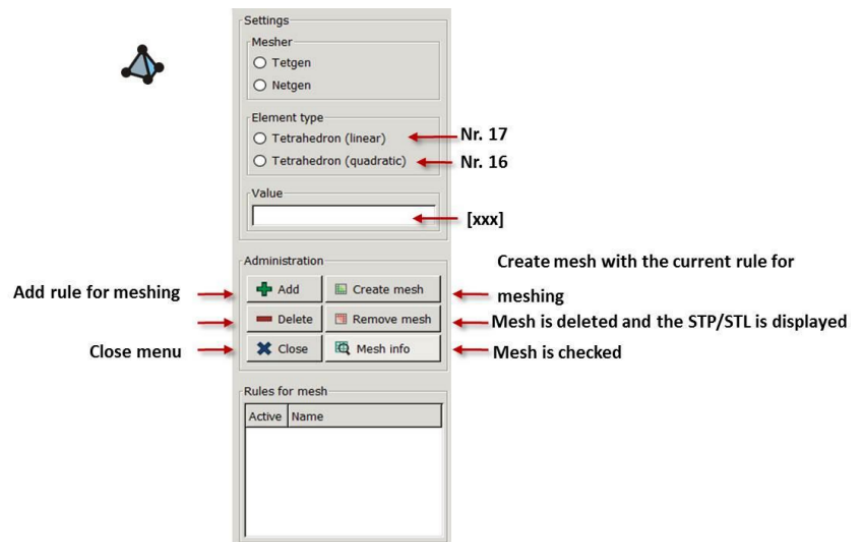 Settings
Mesher
Tetgen
Netgen
Element type
Tetrahedron (linear)
Nr. 17
Tetrahedron (quadratic)
Nr. 16
Value
[xxx]
Administration
Create mesh with the current rule for
meshing
Add rule for meshing
Add
Create mesh
Delete
Remove mesh
Mesh is deleted and the STP/STL is displayed
Close menu
Close
Mesh info
Mesh is checked
Rules for mesh
Active Name